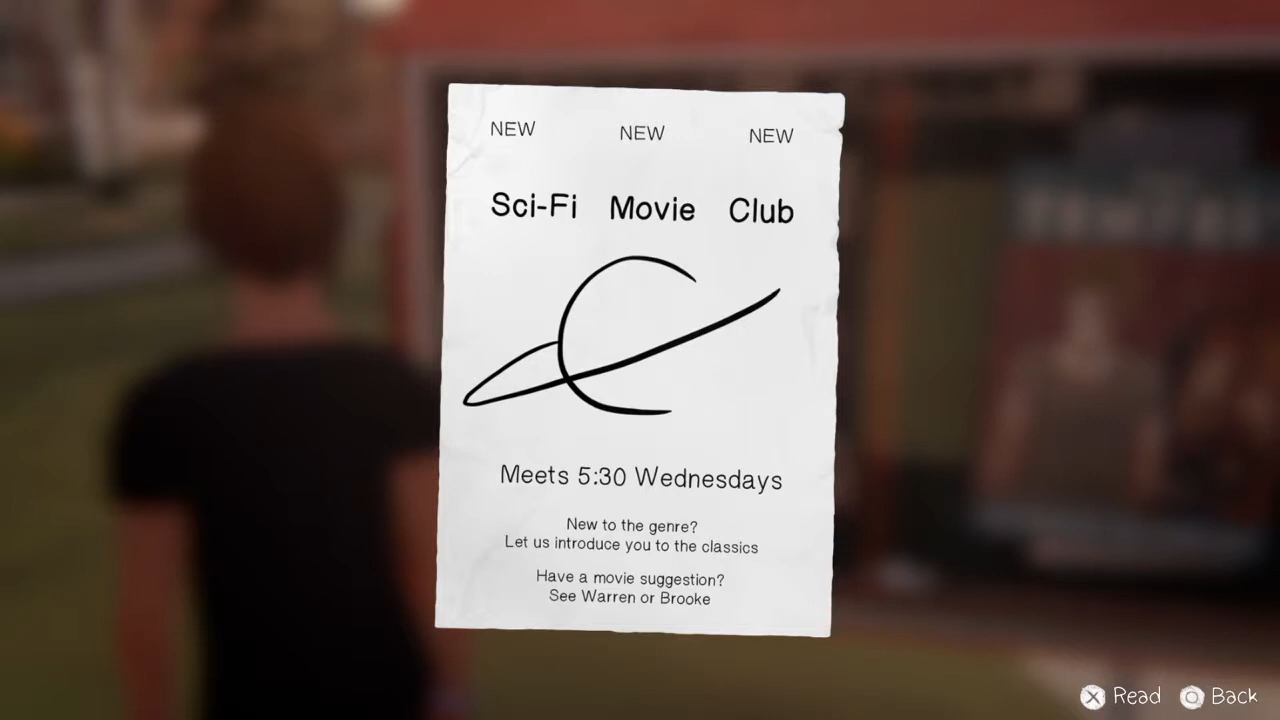 NEW NEW NEW
Sci-Fi Movie Club
Meets 5:30 Wednesdays
New to the genre?
Let us introduce you to the classics
Have a movie suggestion?
See Warren or Brooke
Read Back